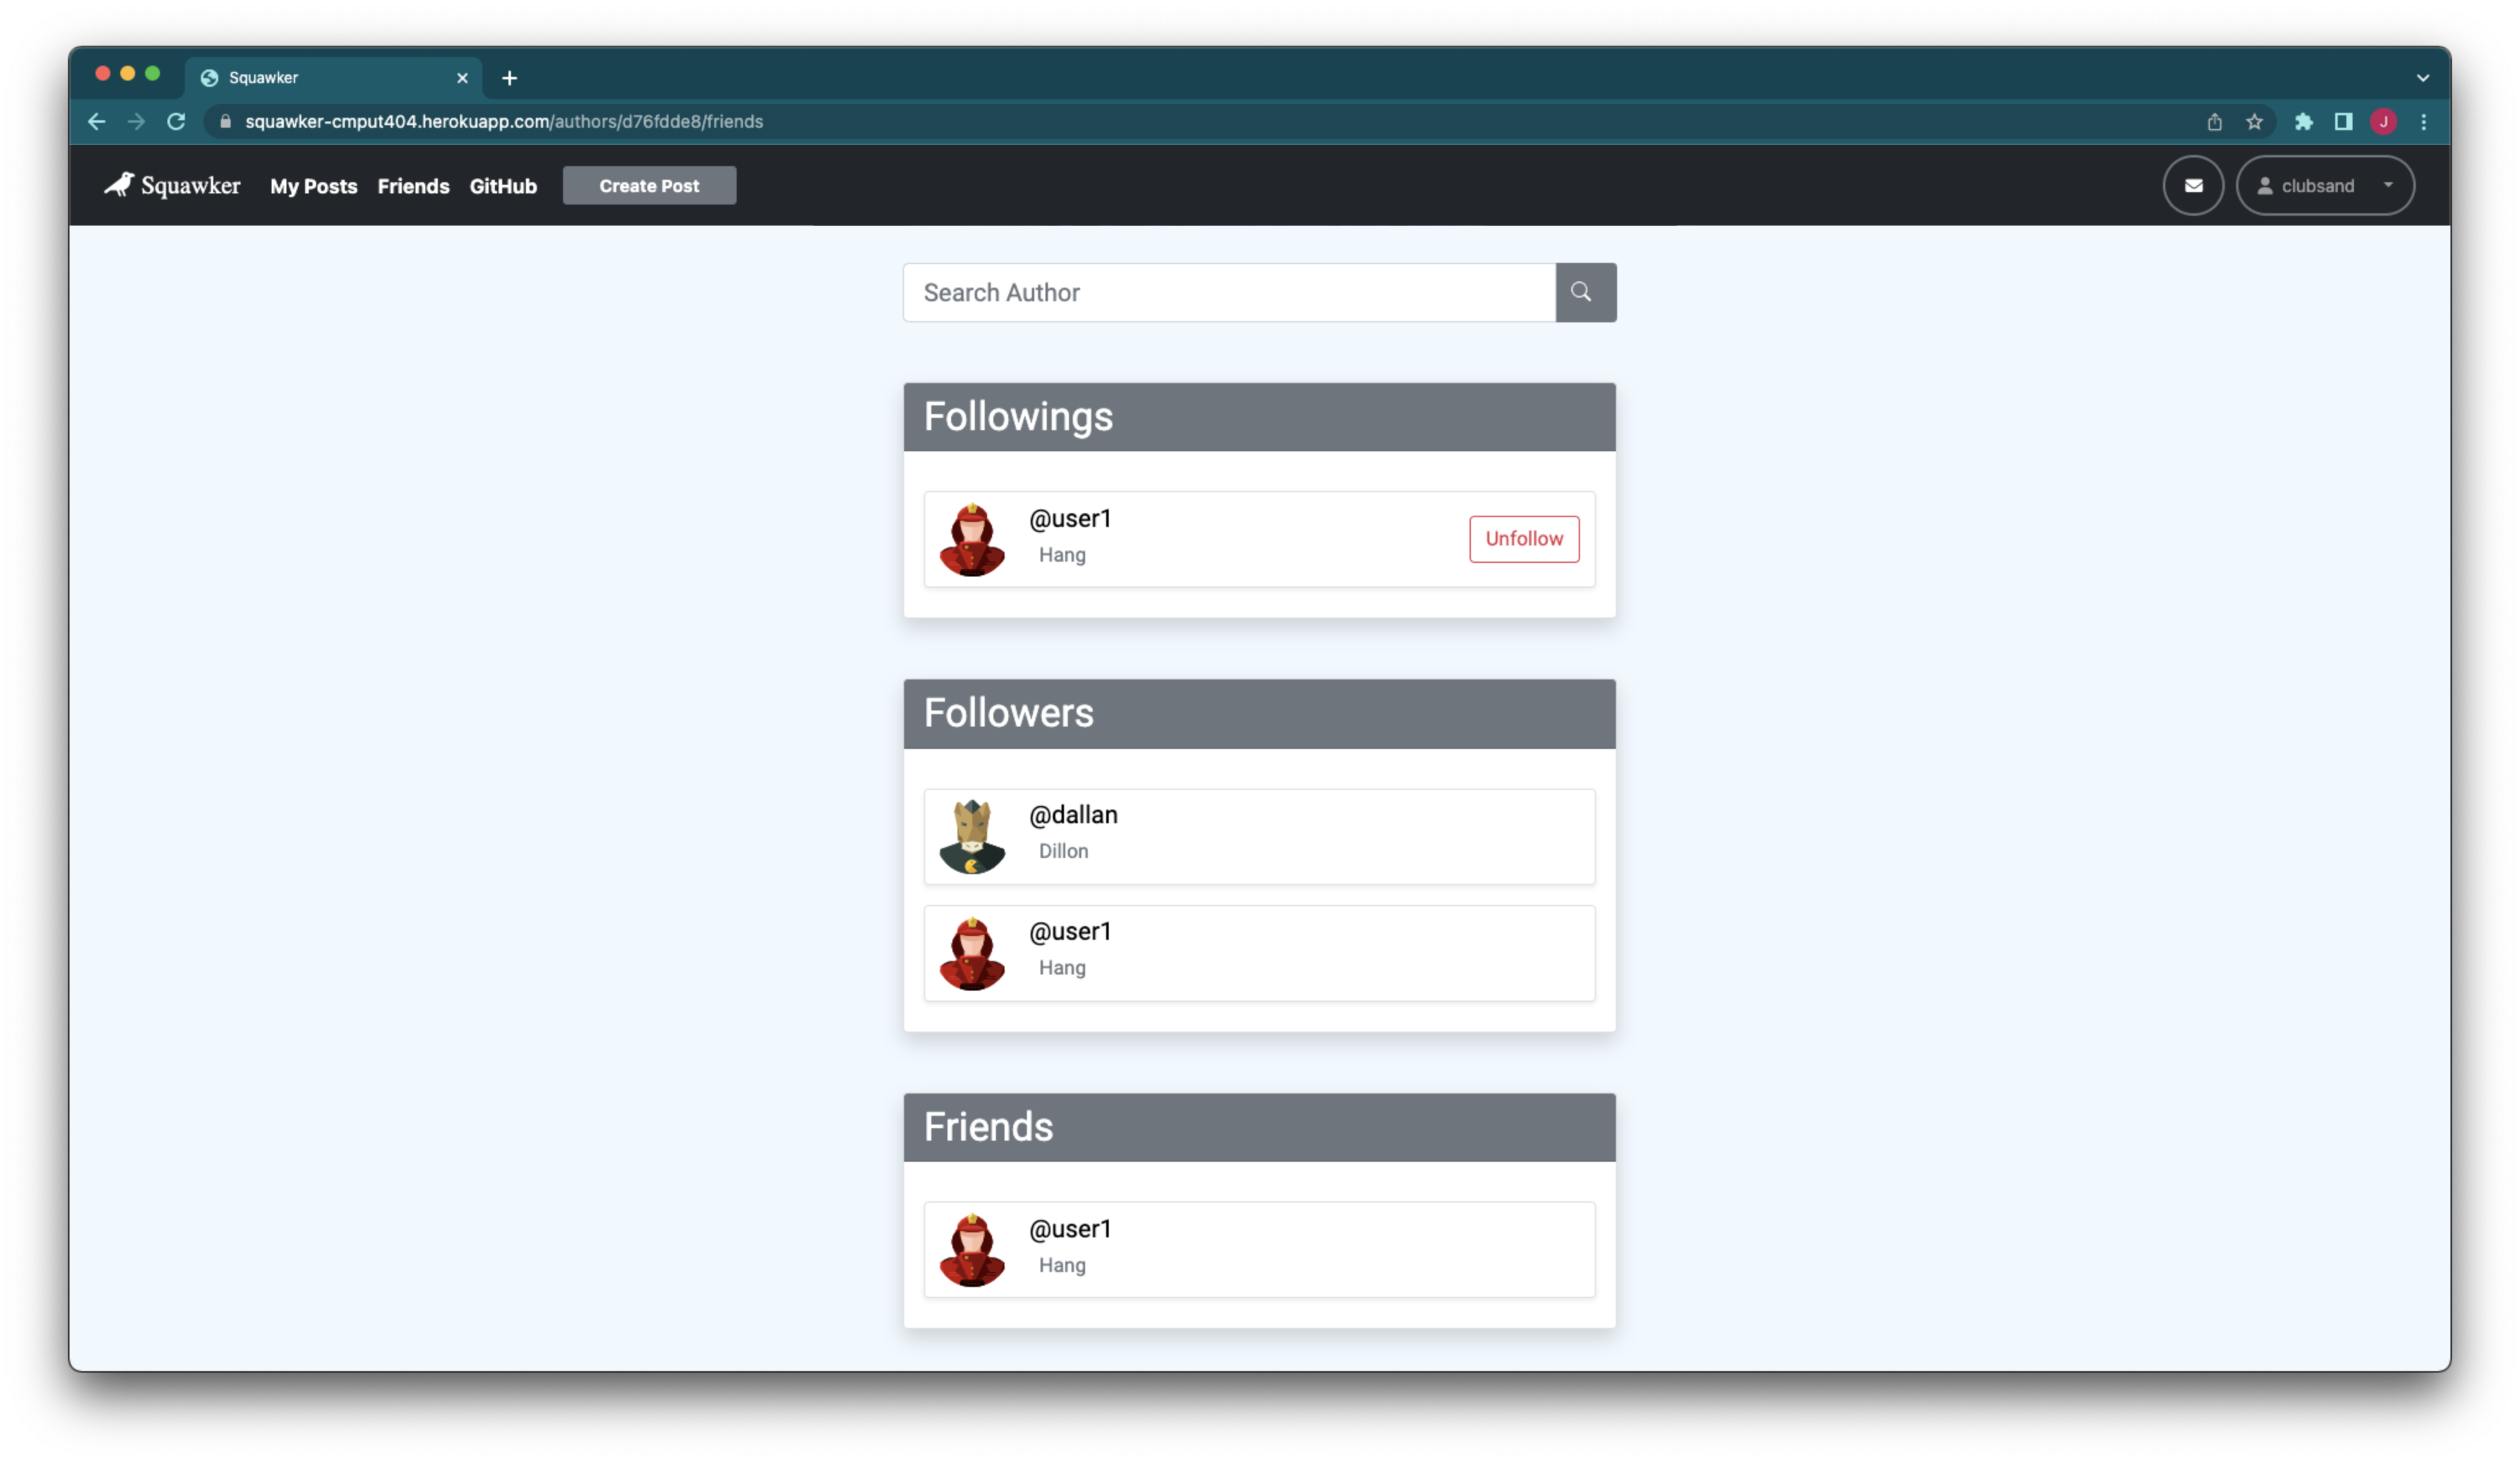 Squawker
squawker-cmput404.herokuapp.com/authors/d76fdde8/friends
J
Squawker My Posts Friends GitHub Create Post clubsand
Search Author
Followings
@user1
Hang
Unfollow
Followers
@dallan
Dillon
@user1
Hang
Friends
@user1
Hang